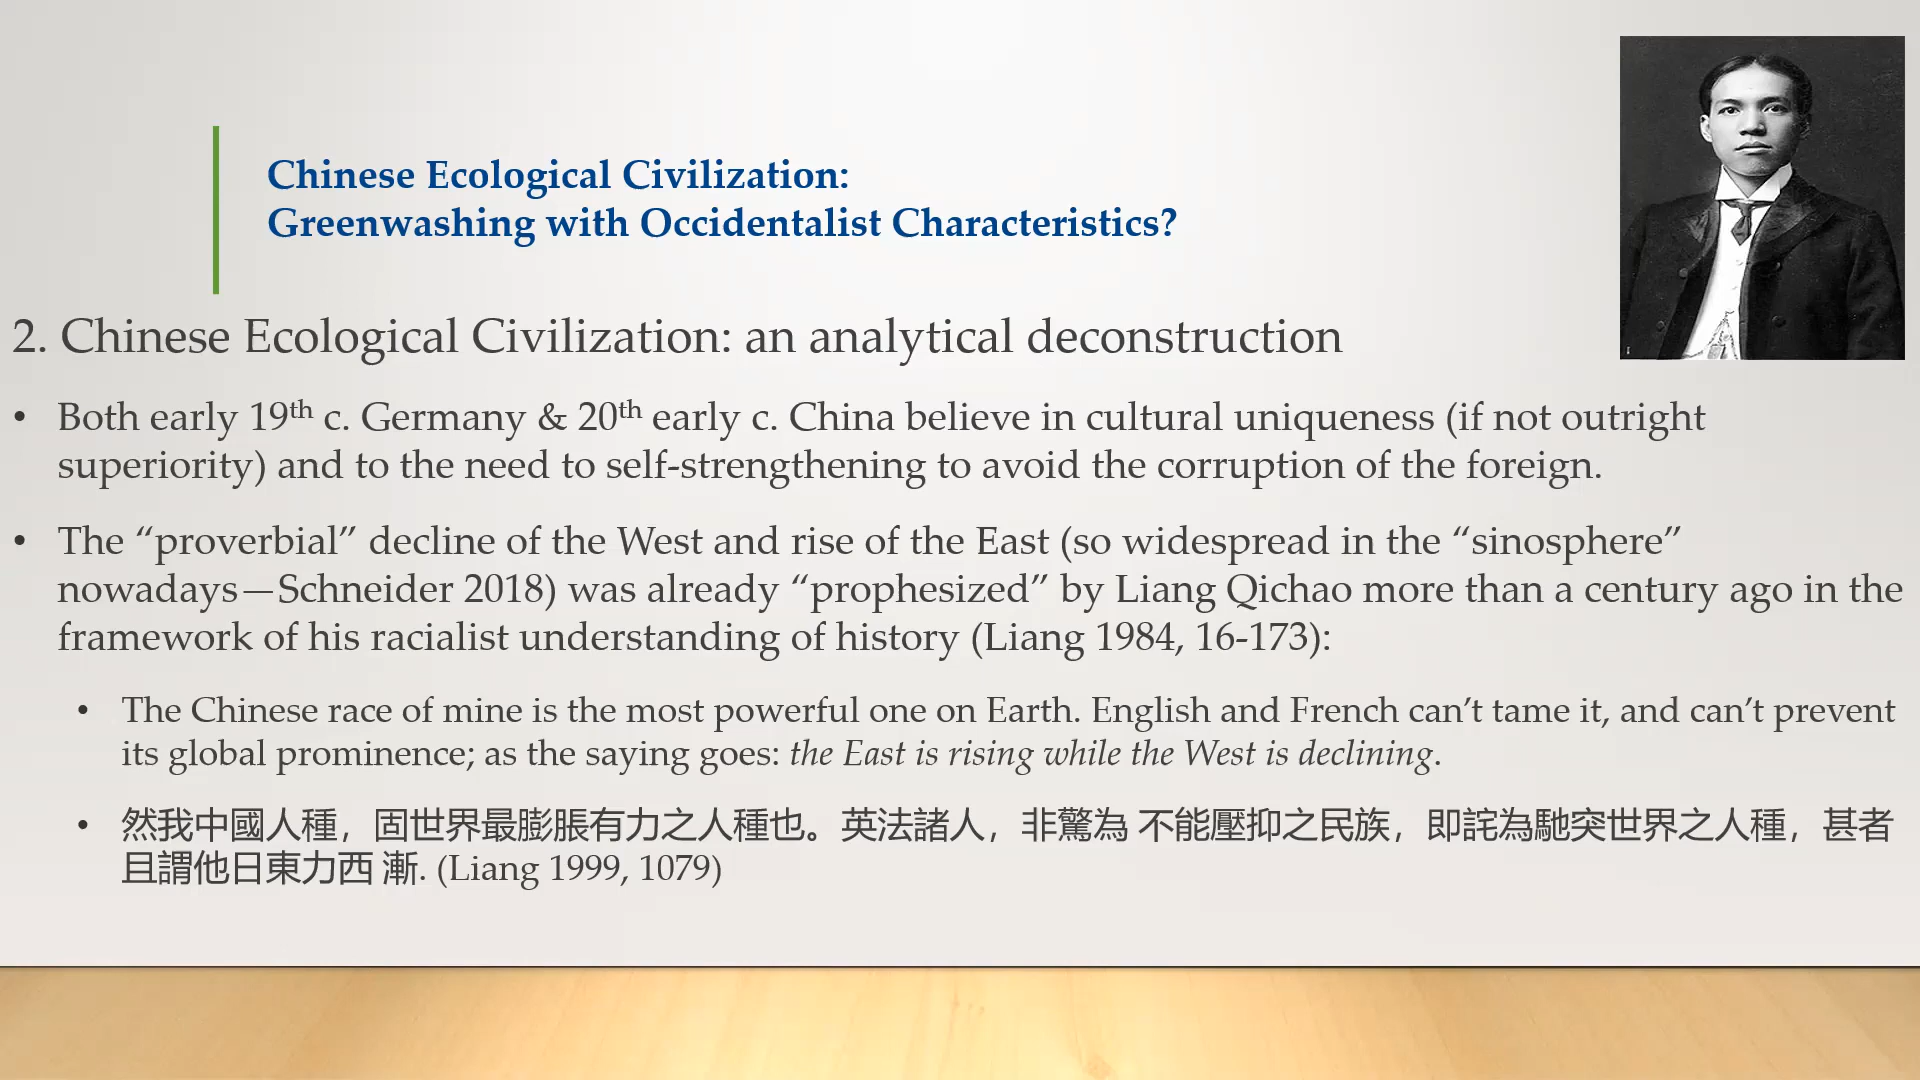 Chinese Ecological Civilization:
Greenwashing with Occidentalist Characteristics?
2. Chinese Ecological Civilization: an analytical deconstruction
• Both early 19th c. Germany & 20th early c. China believe in cultural uniqueness (if not outright
superiority) and to the need to self-strengthening to avoid the corruption of the foreign.
• The “proverbial” decline of the West and rise of the East (so widespread in the “sinosphere”
nowadays—Schneider 2018) was already “prophesized” by Liang Qichao more than a century ago in the
framework of his racialist understanding of history (Liang 1984, 16-173):
• The Chinese race of mine is the most powerful one on Earth. English and French can’t tame it, and can’t prevent
its global prominence; as the saying goes: the East is rising while the West is declining.
• 然我中國人種，固世界最膨脹有力之人種也。英法諸人，非驚為 不能壓抑之民族，即詫為馳突世界之人種，甚者
且謂他日東力西 漸. (Liang 1999, 1079)